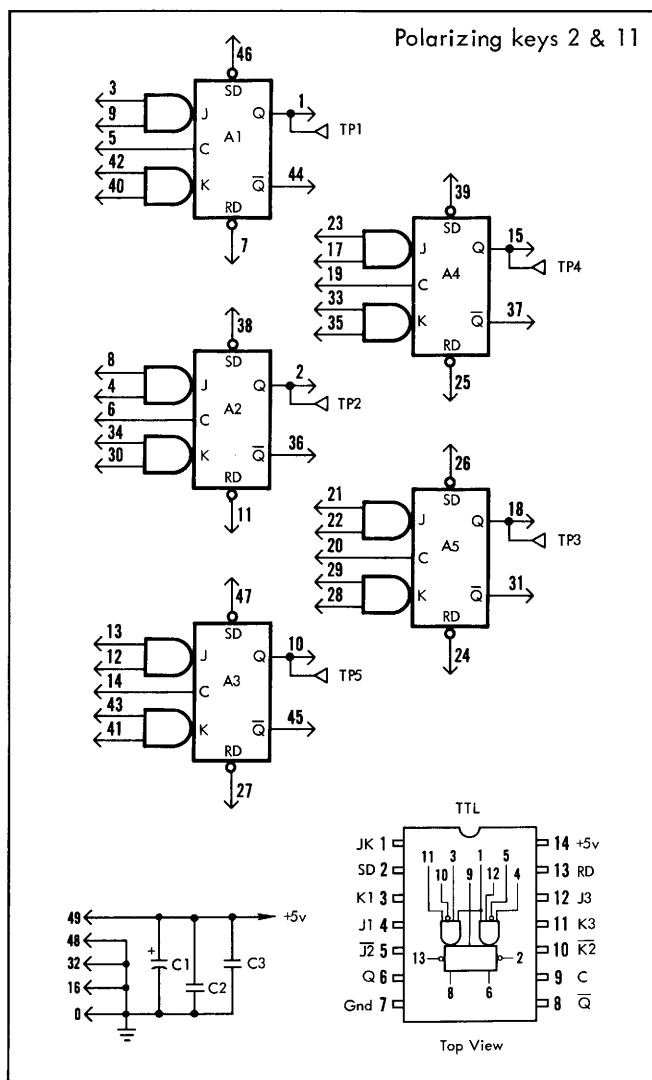 Polarizing keys 2 & 11
46
SD
3
9
5
42
40
J
C
K
A1
Q
Q̅
RD
1
TP1
44
7
39
SD
23
17
19
33
35
J
C
K
A4
Q
Q̅
RD
15
TP4
37
25
38
SD
8
4
6
34
30
J
C
K
A2
Q
Q̅
RD
2
TP2
36
11
26
SD
21
22
20
29
28
J
C
K
A5
Q
Q̅
RD
18
TP3
31
24
47
SD
13
12
14
43
41
J
C
K
A3
Q
Q̅
RD
10
TP5
45
27
49
48
32
16
0
+5v
+
C1
C2
C3
TTL
JK 1
SD 2
K1 3
J1 4
J̅2̅ 5
Q 6
Gnd 7
14 +5v
13 RD
12 J3
11 K3
10 K̅2̅
9 C
8 Q̅
11 3 1 5
10 9 12 4
13 2
8 6
Top View